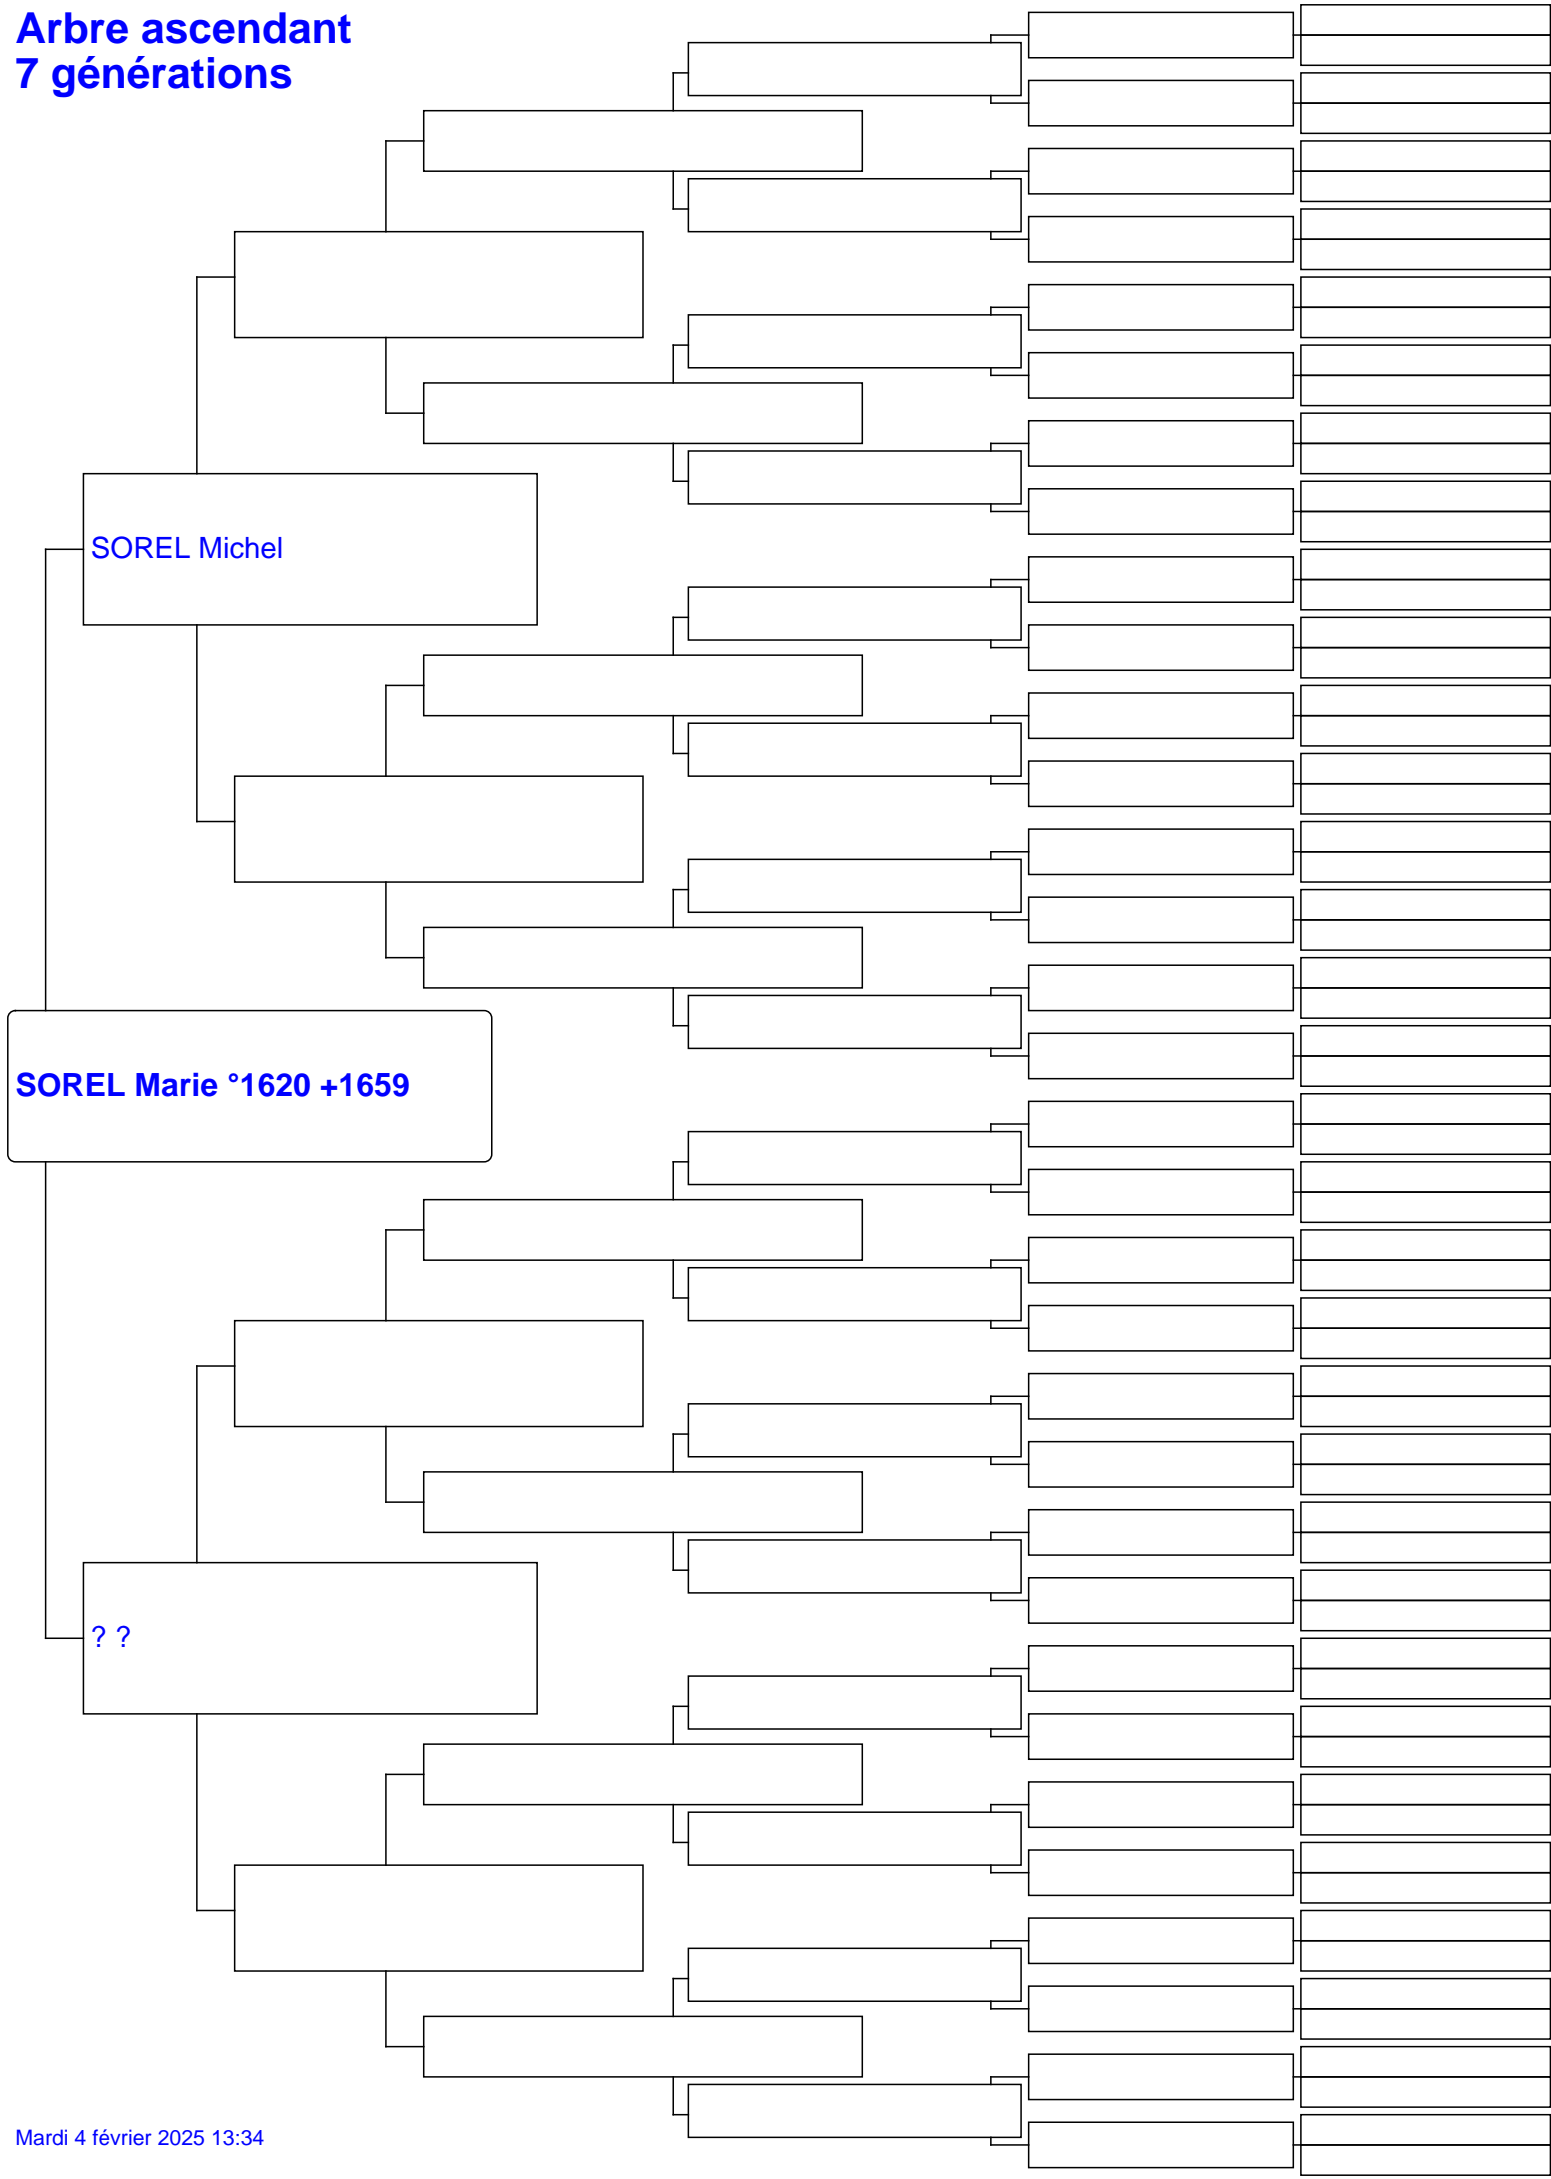 Arbre ascendant
7 générations
SOREL Michel
SOREL Marie °1620 +1659
? ?
Mardi 4 février 2025 13:34